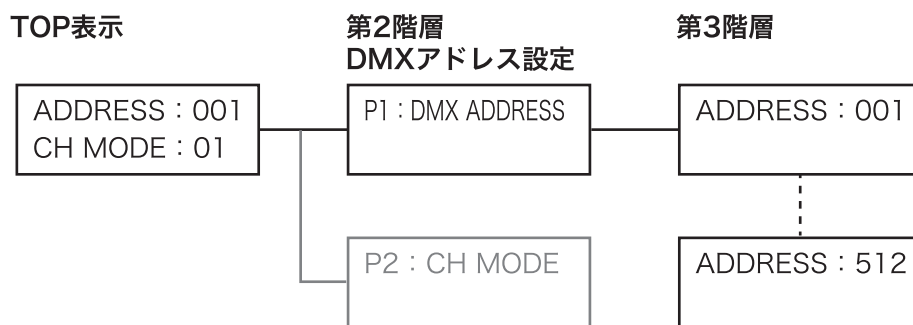 TOP表示
第2階層
DMXアドレス設定
第3階層
ADDRESS：001
CH MODE：01
P1：DMX ADDRESS
ADDRESS：001
P2：CH MODE
ADDRESS：512